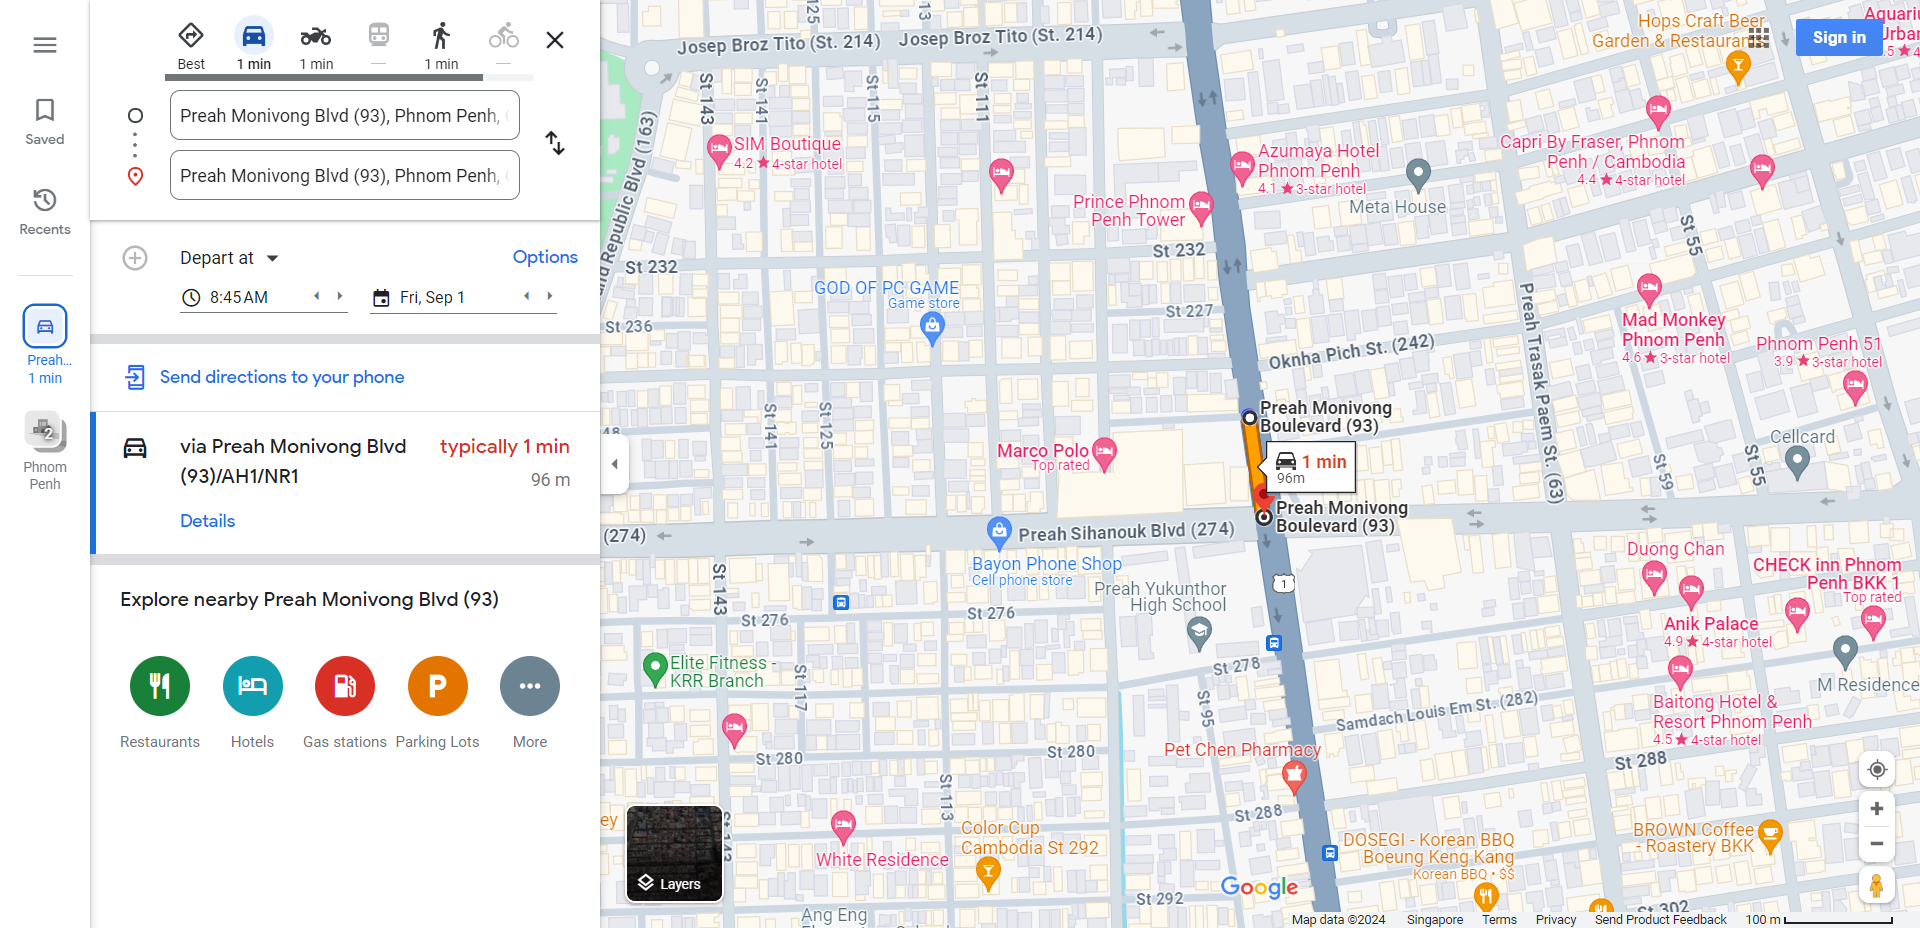 Best
1 min
1 min
—
1 min
—
Saved
Recents
Preah...
1 min
2
Phnom
Penh
Preah Monivong Blvd (93), Phnom Penh,
Preah Monivong Blvd (93), Phnom Penh,
Depart at
Options
8:45 AM
Fri, Sep 1
Send directions to your phone
via Preah Monivong Blvd
(93)/AH1/NR1
typically 1 min
96 m
Details
Explore nearby Preah Monivong Blvd (93)
Restaurants
Hotels
Gas stations
P
Parking Lots
More
Layers
Sign in
Josep Broz Tito (St. 214)
Josep Broz Tito (St. 214)
125
13
St 143
St 141
St 115
St 111
Republic Blvd (163)
SIM Boutique
4.2 ★ 4-star hotel
Azumaya Hotel
Phnom Penh
4.1 ★ 3-star hotel
Meta House
Prince Phnom
Penh Tower
Hops Craft Beer
Garden & Restaurant
Aquari
Urban
.5 ★ 4
Capri By Fraser, Phnom
Penh / Cambodia
4.4 ★ 4-star hotel
St 232
St 232
St 55
GOD OF PC GAME
Game store
St 236
St 227
Oknha Pich St. (242)
Preah Trasak Paem St. (63)
Mad Monkey
Phnom Penh
4.6 ★ 3-star hotel
Phnom Penh 51
3.9 ★ 3-star hotel
St 141
St 125
48
Marco Polo
Top rated
Preah Monivong
Boulevard (93)
1 min
96m
Preah Monivong
Boulevard (93)
Cellcard
St 59
St 55
(274)
Preah Sihanouk Blvd (274)
Bayon Phone Shop
Cell phone store
Preah Yukunthor
High School
1
Duong Chan
CHECK inn Phnom
Penh BKK 1
Top rated
Anik Palace
4.9 ★ 4-star hotel
M Residence
St 143
St 276
St 276
St 278
Elite Fitness -
KRR Branch
St 117
St 95
Samdach Louis Em St. (282)
Baitong Hotel &
Resort Phnom Penh
4.5 ★ 4-star hotel
St 280
St 280
Pet Chen Pharmacy
St 288
St 288
St 113
ey
White Residence
Color Cup
Cambodia St 292
DOSEGI - Korean BBQ
Boeung Keng Kang
Korean BBQ • $$
BROWN Coffee
- Roastery BKK
Google
St 292
St 302
Ang Eng
Map data ©2024
Singapore
Terms
Privacy
Send Product Feedback
100 m